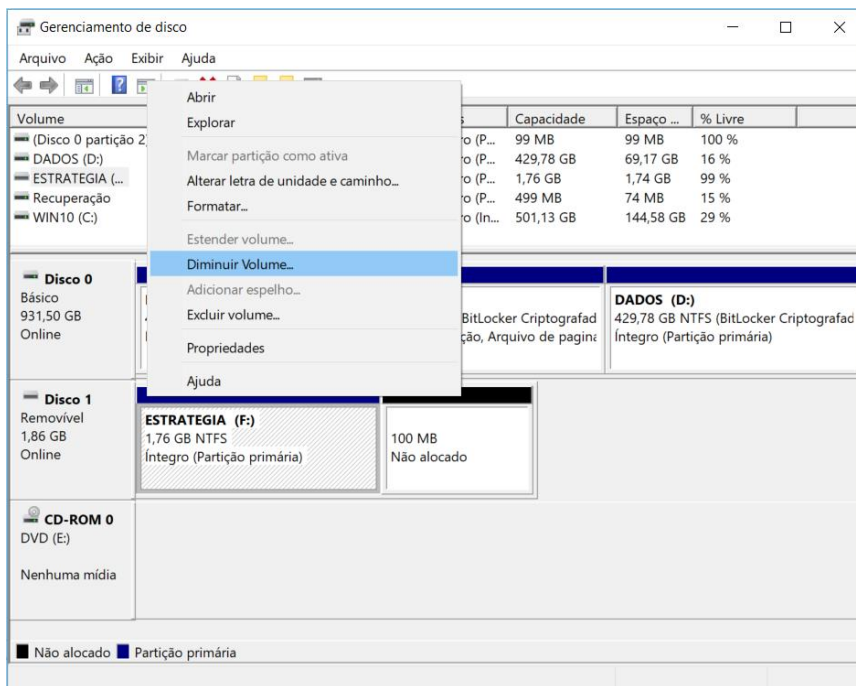 Gerenciamento de disco
Arquivo Ação Exibir Ajuda
Abrir
Explorar
Marcar partição como ativa
Alterar letra de unidade e caminho...
Formatar...
Estender volume...
Diminuir Volume...
Adicionar espelho...
Excluir volume...
Propriedades
Ajuda
Volume Capacidade Espaço ... % Livre
(Disco 0 partição 2 99 MB 99 MB 100 %
DADOS (D:) 429,78 GB 69,17 GB 16 %
ESTRATEGIA (... 1,76 GB 1,74 GB 99 %
Recuperação 499 MB 74 MB 15 %
WIN10 (C:) 501,13 GB 144,58 GB 29 %
Disco 0
Básico
931,50 GB
Online
BitLocker Criptografad
ção, Arquivo de pagina
DADOS (D:)
429,78 GB NTFS (BitLocker Criptografad
Íntegro (Partição primária)
Disco 1
Removível
1,86 GB
Online
ESTRATEGIA (F:)
1,76 GB NTFS
Íntegro (Partição primária)
100 MB
Não alocado
CD-ROM 0
DVD (E:)
Nenhuma mídia
Não alocado Partição primária